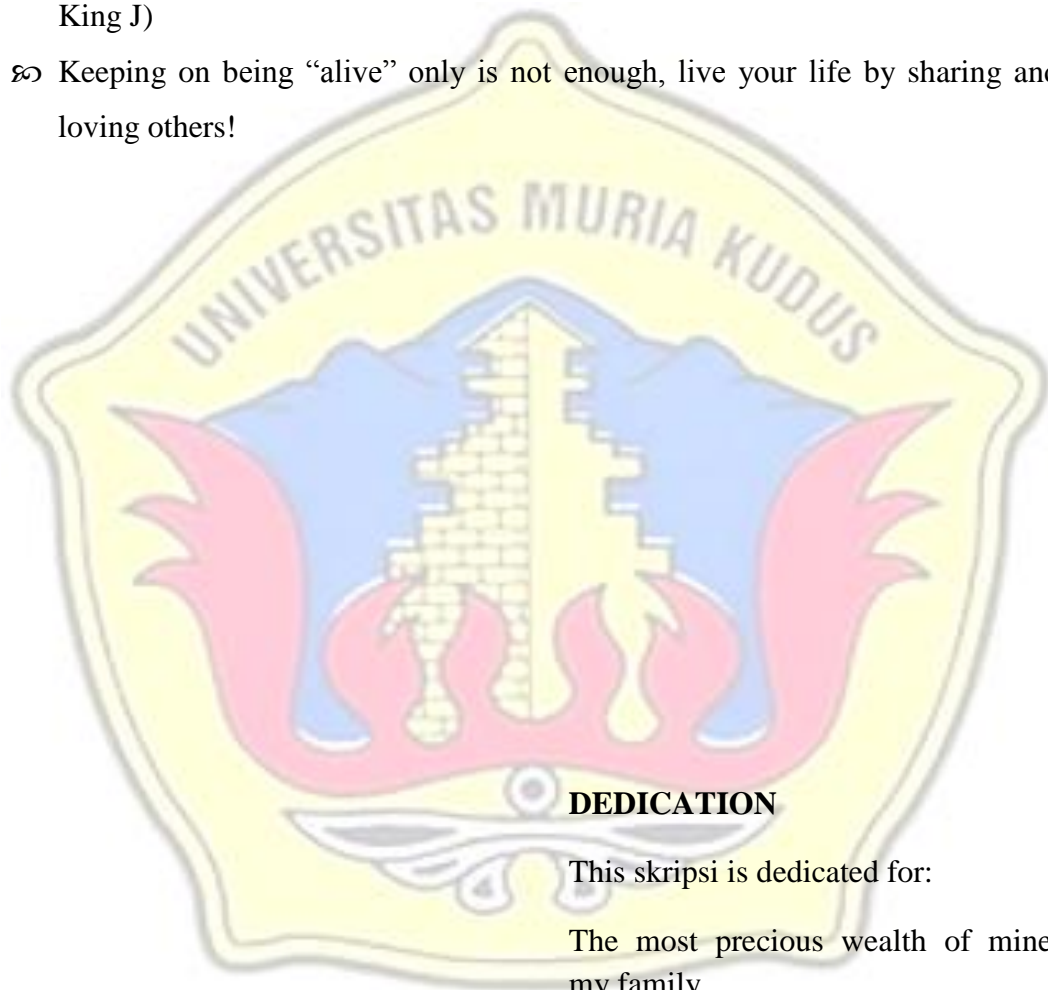 King J)
ஐ Keeping on being “alive” only is not enough, live your life by sharing and
loving others!
UNIVERSITAS MURIA KUDUS
DEDICATION
This skripsi is dedicated for:
The most precious wealth of mine
my family